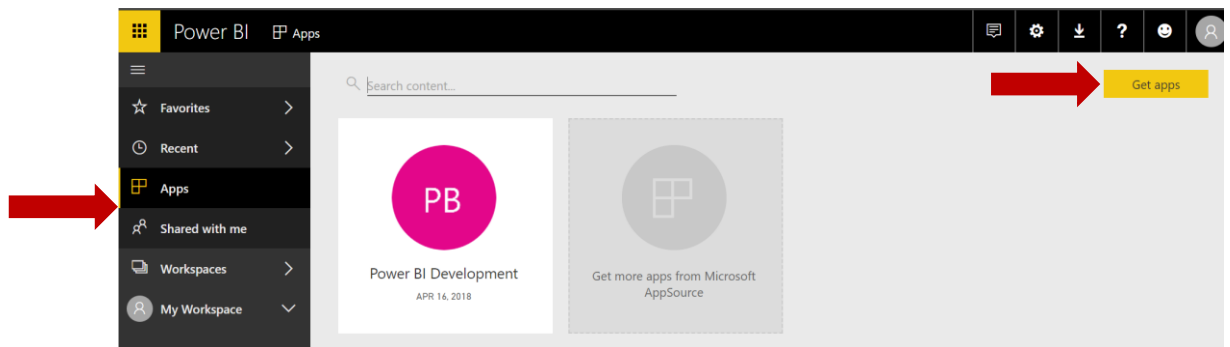 Power BI Apps
Search content...
Get apps
Favorites
Recent
Apps
Shared with me
Workspaces
My Workspace
PB
Power BI Development
APR 16, 2018
Get more apps from Microsoft
AppSource